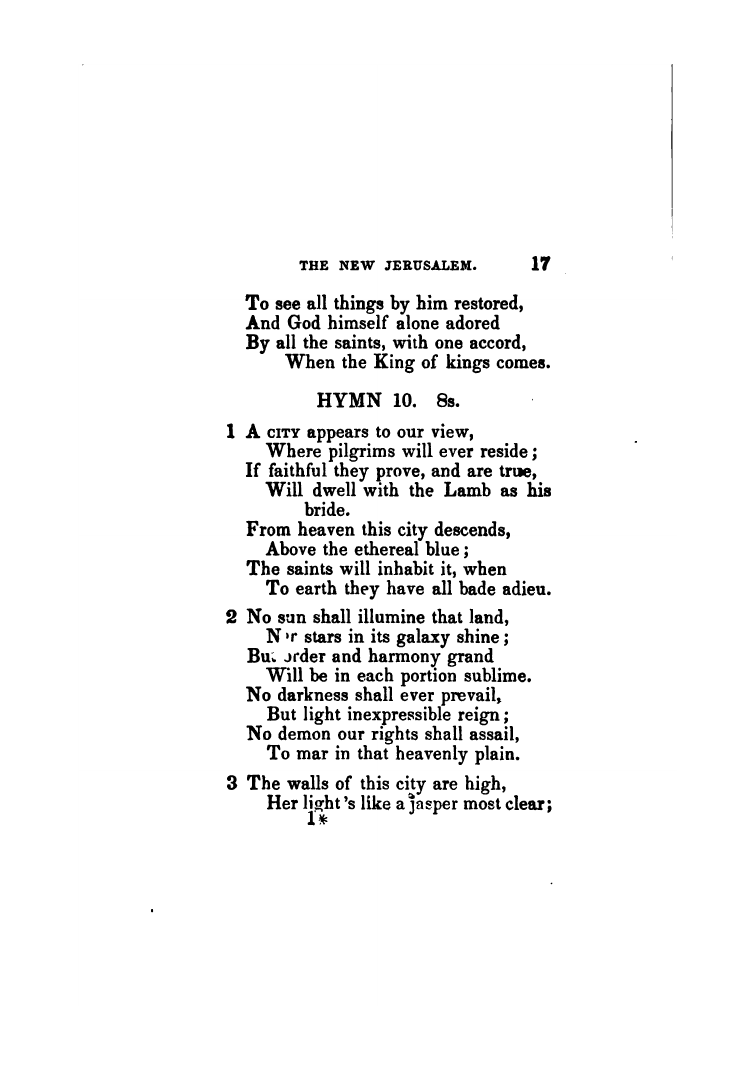 THE NEW JERUSALEM. 17
To see all things by him restored,
And God himself alone adored
By all the saints, with one accord,
When the King of kings comes.
HYMN 10. 8s.
1 A CITY appears to our view,
Where pilgrims will ever reside;
If faithful they prove, and are true,
Will dwell with the Lamb as his
bride.
From heaven this city descends,
Above the ethereal blue;
The saints will inhabit it, when
To earth they have all bade adieu.
2 No sun shall illumine that land,
Nor stars in its galaxy shine;
But order and harmony grand
Will be in each portion sublime.
No darkness shall ever prevail,
But light inexpressible reign;
No demon our rights shall assail,
To mar in that heavenly plain.
3 The walls of this city are high,
Her light's like a jasper most clear;
1*